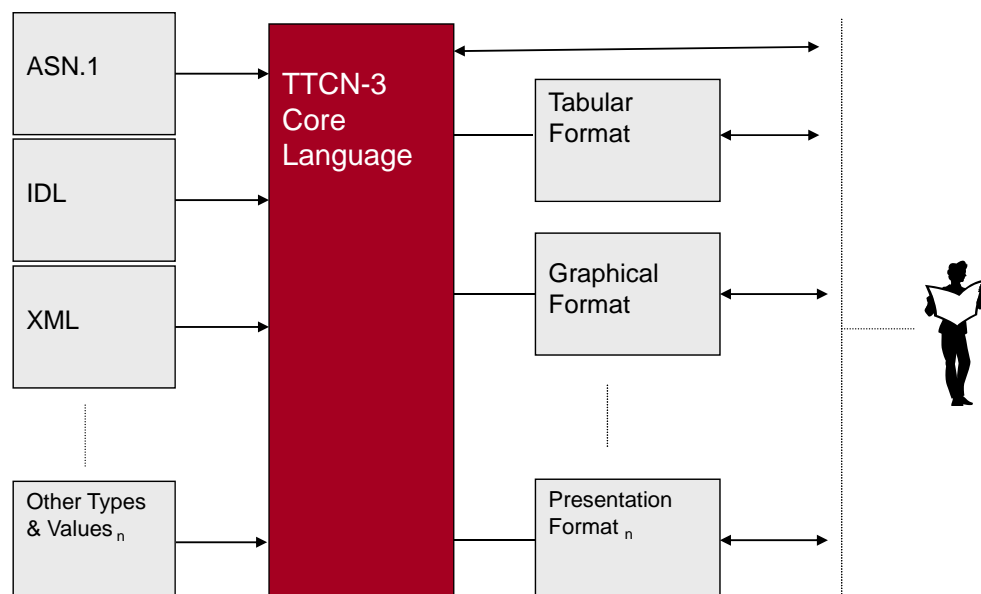 ASN.1
IDL
XML
Other Types
& Values n
TTCN-3
Core
Language
Tabular
Format
Graphical
Format
Presentation
Format n